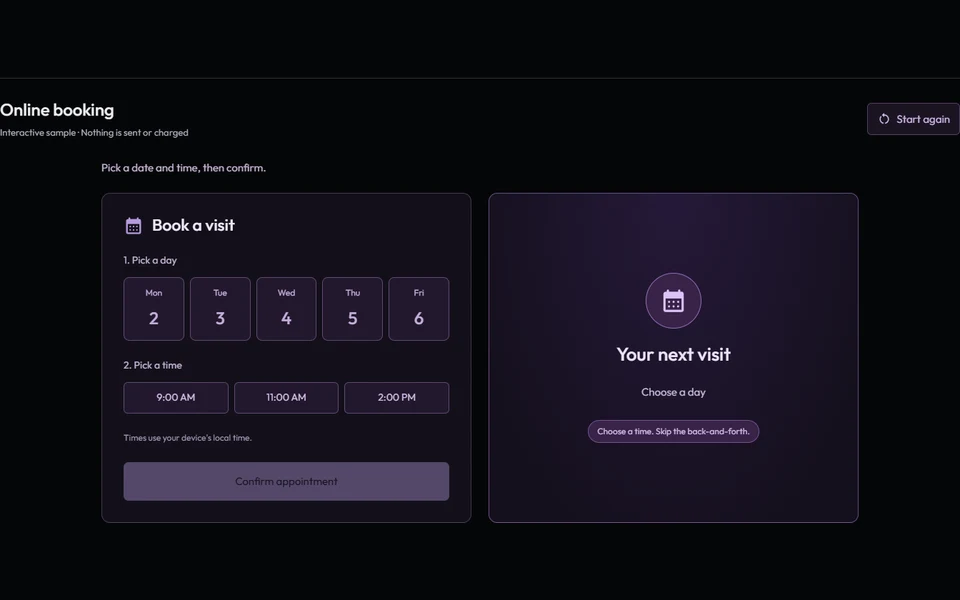 Online booking
Interactive sample · Nothing is sent or charged
Start again
Pick a date and time, then confirm.
Book a visit
1. Pick a day
Mon Tue Wed Thu Fri
2 3 4 5 6
2. Pick a time
9:00 AM 11:00 AM 2:00 PM
Times use your device's local time.
Confirm appointment
Your next visit
Choose a day
Choose a time. Skip the back-and-forth.